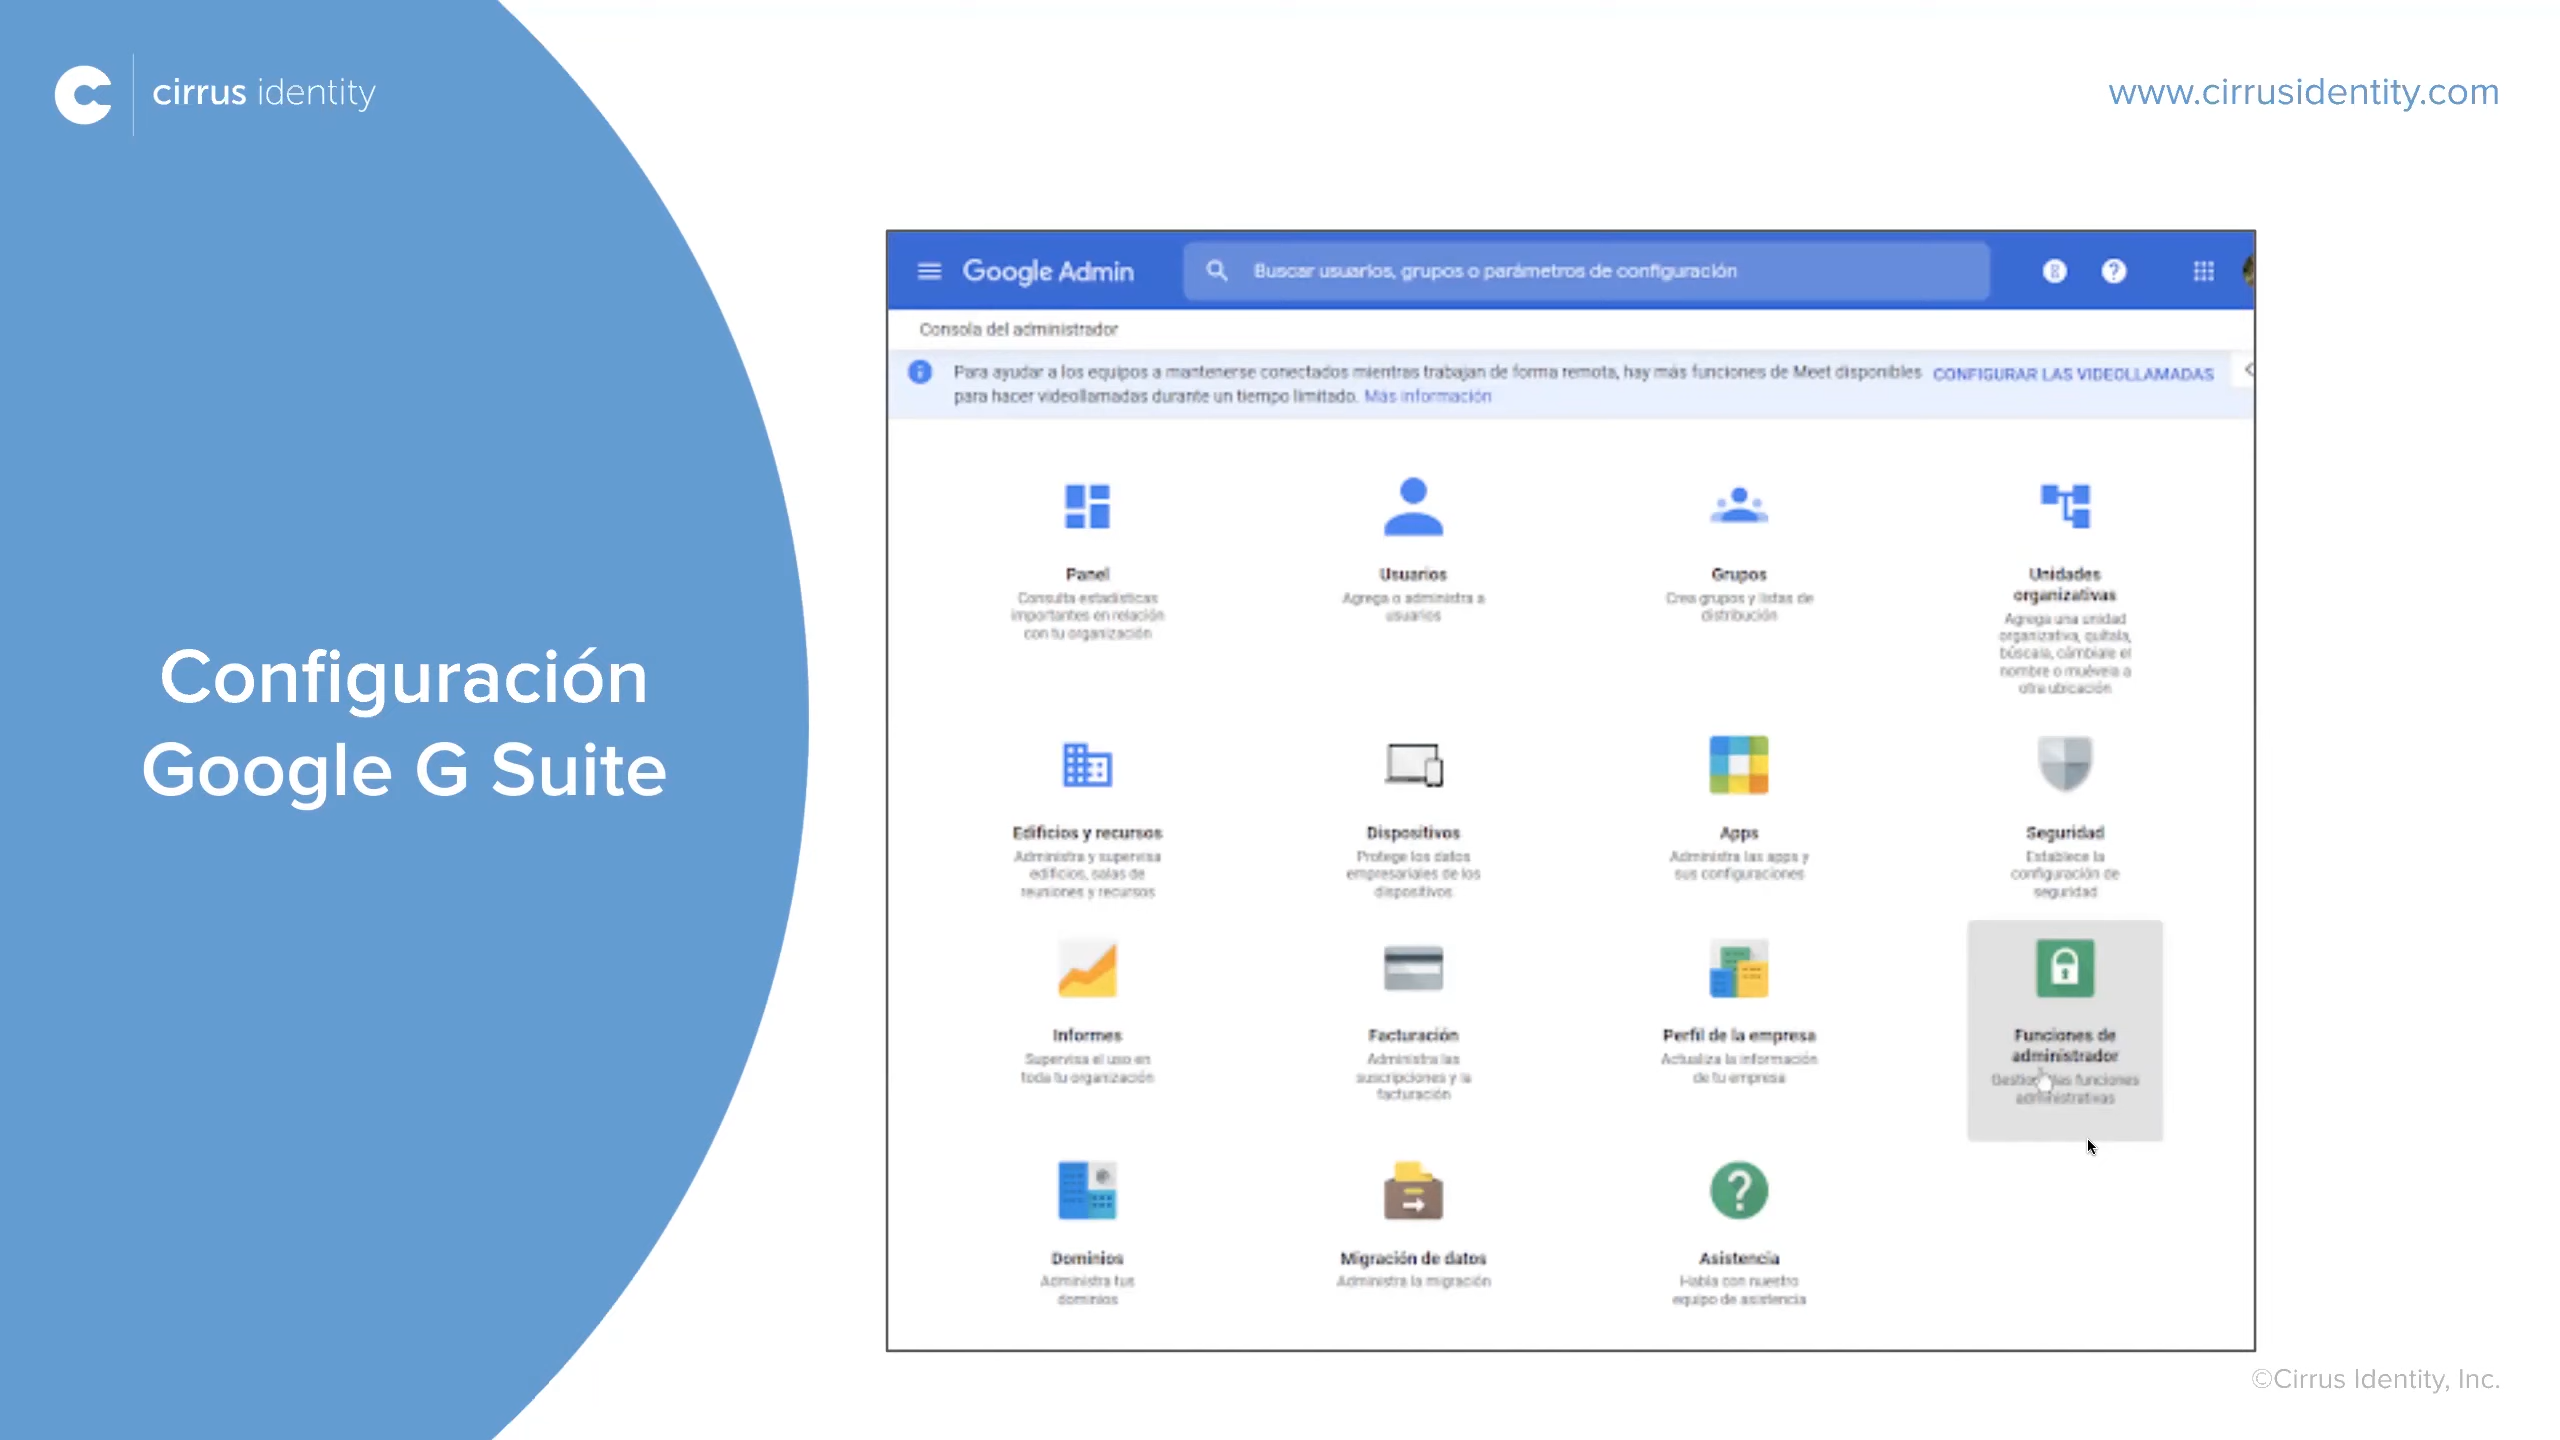 cirrus identity
www.cirrusidentity.com
Configuración
Google G Suite
Google Admin
Buscar usuarios, grupos o parámetros de configuración
Consola del administrador
Para ayudar a los equipos a mantenerse conectados mientras trabajan de forma remota, hay más funciones de Meet disponibles
para hacer videollamadas durante un tiempo limitado. Más información
CONFIGURAR LAS VIDEOLLAMADAS
Panel
Consulta estadísticas
importantes en relación
con tu organización
Usuarios
Agrega o administra a
usuarios
Grupos
Crea grupos y listas de
distribución
Unidades
organizativas
Agrega una unidad
organizativa, quítala,
búscala, cámbiale el
nombre o muévela a
otra ubicación
Edificios y recursos
Administra y supervisa
edificios, salas de
reuniones y recursos
Dispositivos
Protege los datos
empresariales de los
dispositivos
Apps
Administra las apps y
sus configuraciones
Seguridad
Establece la
configuración de
seguridad
Informes
Supervisa el uso en
toda tu organización
Facturación
Administra las
suscripciones y la
facturación
Perfil de la empresa
Actualiza la información
de tu empresa
Funciones de
administrador
las funciones
administrativas
Dominios
Administra tus
dominios
Migración de datos
Administra la migración
Asistencia
Habla con nuestro
equipo de asistencia
©Cirrus Identity, Inc.